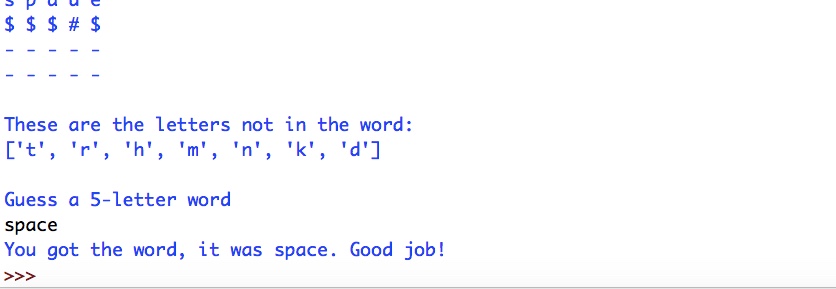 $ $ $ # $
- - - - -
- - - - -
These are the letters not in the word:
['t', 'r', 'h', 'm', 'n', 'k', 'd']
Guess a 5-letter word
space
You got the word, it was space. Good job!
>>>